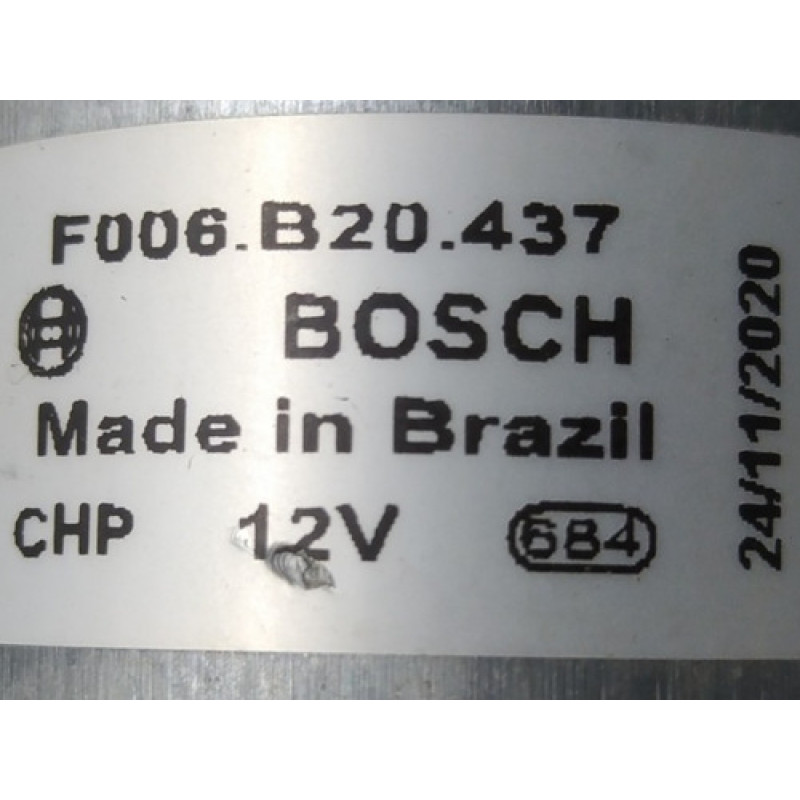 F006.B20.437
BOSCH
Made in Brazil
CHP 12V 684
24/11/2020